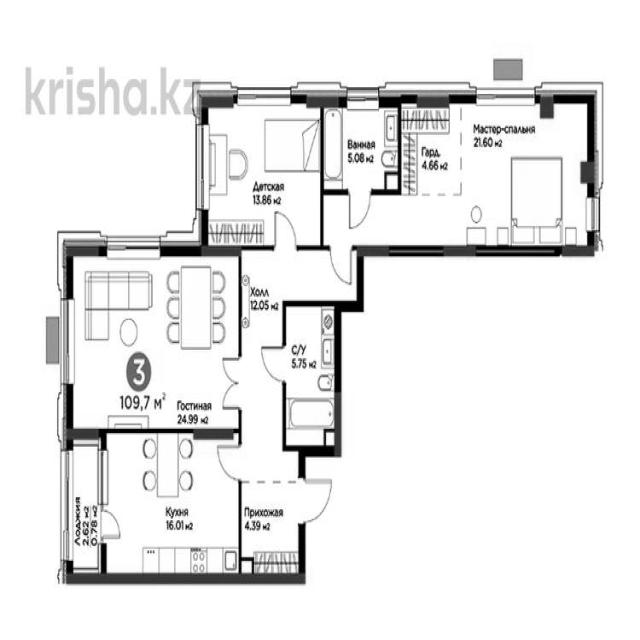 krisha.kz
Мастер-спальня
21.60 м2
Ванная
5.08 м2
Гард.
4.66 м2
Детская
13.86 м2
Холл
12.05 м2
С/У
5.75 м2
3
109,7 м2
Гостиная
24.99 м2
Кухня
16.01 м2
Прихожая
4.39 м2
Лоджия
2.62 м2
0.78 м2